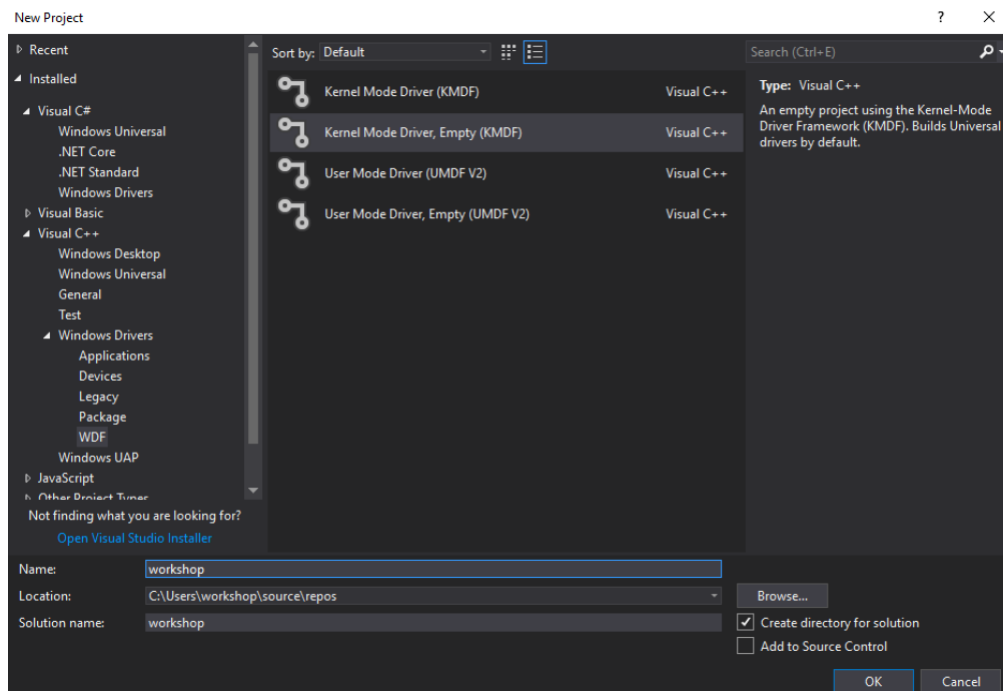 New Project
?
Recent
Installed
Visual C#
Windows Universal
.NET Core
.NET Standard
Windows Drivers
Visual Basic
Visual C++
Windows Desktop
Windows Universal
General
Test
Windows Drivers
Applications
Devices
Legacy
Package
WDF
Windows UAP
JavaScript
Other Project Types
Not finding what you are looking for?
Open Visual Studio Installer
Sort by: Default
Kernel Mode Driver (KMDF) Visual C++
Kernel Mode Driver, Empty (KMDF) Visual C++
User Mode Driver (UMDF V2) Visual C++
User Mode Driver, Empty (UMDF V2) Visual C++
Search (Ctrl+E)
Type: Visual C++
An empty project using the Kernel-Mode
Driver Framework (KMDF). Builds Universal
drivers by default.
Name: workshop
Location: C:\Users\workshop\source\repos
Browse...
Solution name: workshop
Create directory for solution
Add to Source Control
OK Cancel